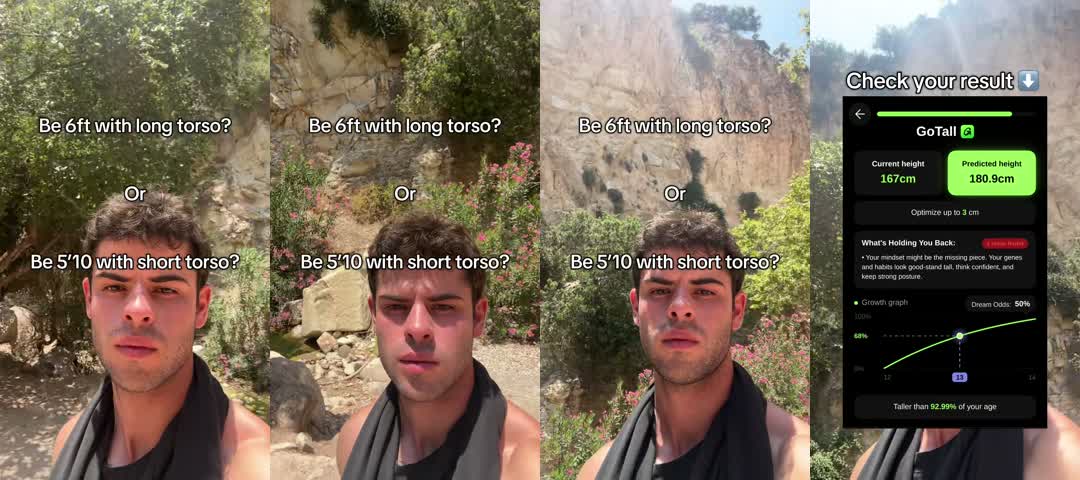 Be 6ft with long torso?
Or
Be 5'10 with short torso?
Be 6ft with long torso?
Or
Be 5'10 with short torso?
Be 6ft with long torso?
Or
Be 5'10 with short torso?
Check your result ⬇️
GoTall
Current height
167cm
Predicted height
180.9cm
Optimize up to 3 cm
What's Holding You Back:
• Your mindset might be the missing piece. Your genes
and habits look good-stand tall, think confident, and
keep strong posture.
Growth graph
Dream Odds: 50%
100%
68%
0%
12
13
14
Taller than 92.99% of your age